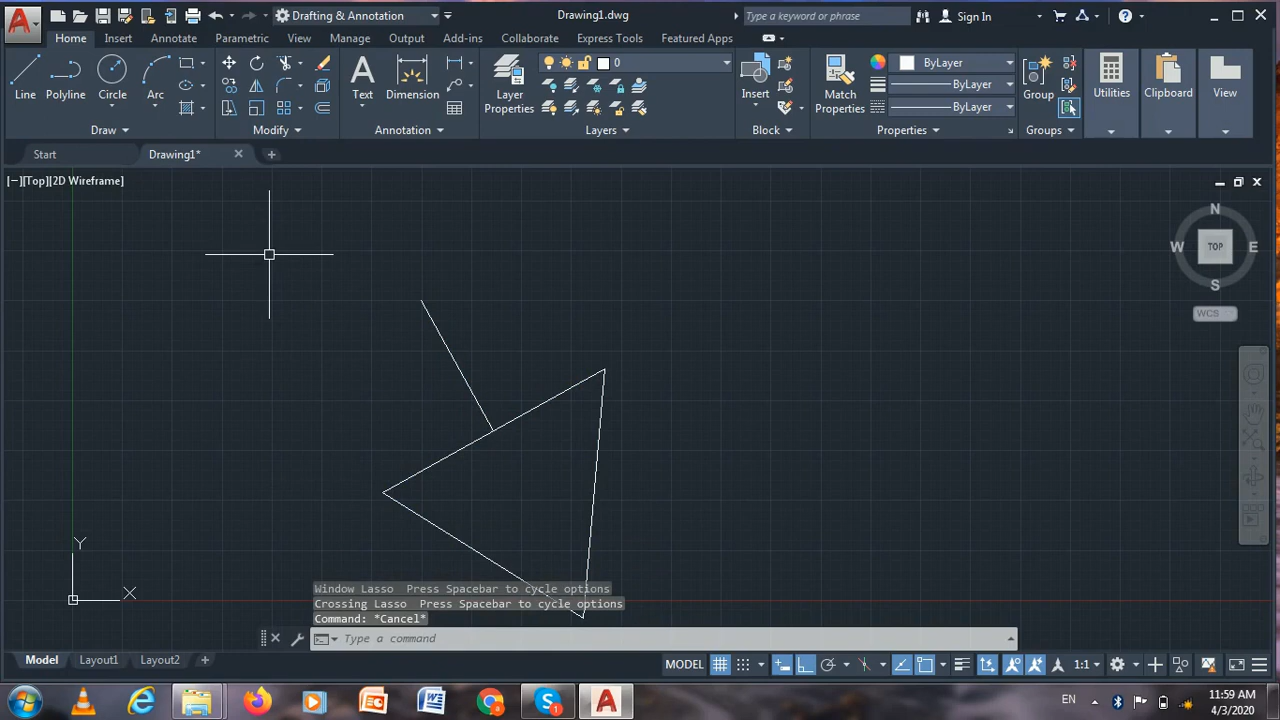 A Drafting & Annotation Drawing1.dwg Type a keyword or phrase Sign In
Home Insert Annotate Parametric View Manage Output Add-ins Collaborate Express Tools Featured Apps
Line Polyline Circle Arc
Draw
Modify
A Text Dimension
Annotation
Layer Properties
0
Layers
Insert
Block
Match Properties
ByLayer
ByLayer
ByLayer
Properties
Group
Groups
Utilities
Clipboard
View
Start Drawing1*
[−][Top][2D Wireframe]
N
W TOP E
S
WCS
Y
X
Window Lasso Press Spacebar to cycle options
Crossing Lasso Press Spacebar to cycle options
Command: *Cancel*
Type a command
Model Layout1 Layout2 MODEL 1:1
EN 11:59 AM
4/3/2020